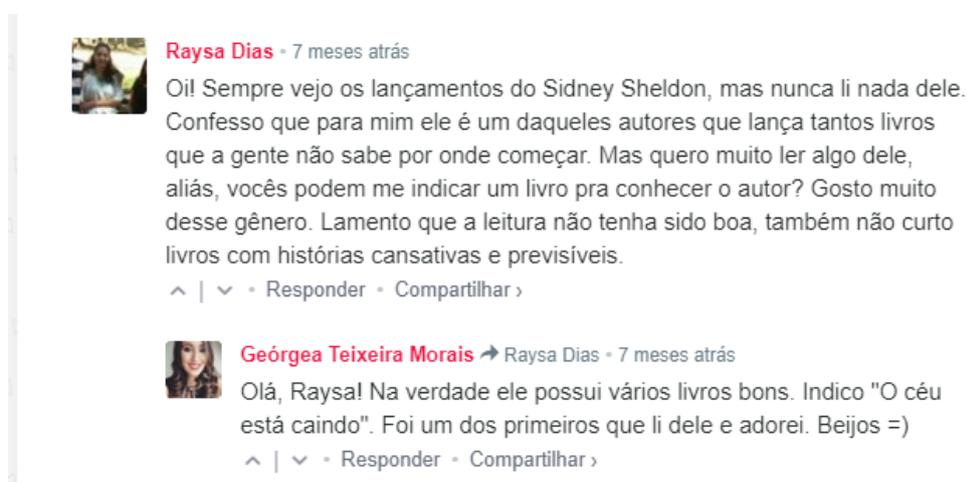 Raysa Dias • 7 meses atrás
Oi! Sempre vejo os lançamentos do Sidney Sheldon, mas nunca li nada dele.
Confesso que para mim ele é um daqueles autores que lança tantos livros
que a gente não sabe por onde começar. Mas quero muito ler algo dele,
aliás, vocês podem me indicar um livro pra conhecer o autor? Gosto muito
desse gênero. Lamento que a leitura não tenha sido boa, também não curto
livros com histórias cansativas e previsíveis.
| • Responder • Compartilhar ›
Geórgea Teixeira Morais Raysa Dias • 7 meses atrás
Olá, Raysa! Na verdade ele possui vários livros bons. Indico "O céu
está caindo". Foi um dos primeiros que li dele e adorei. Beijos =)
| • Responder • Compartilhar ›